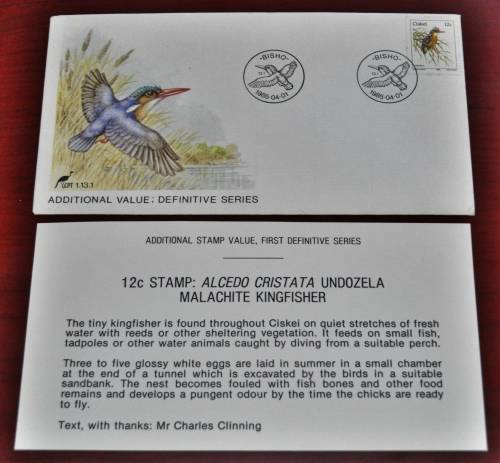 Ciskei 12c
-BISHO-
1985-04-01
-BISHO-
1985-04-01
LCPT 1.13.1
ADDITIONAL VALUE: DEFINITIVE SERIES
ADDITIONAL STAMP VALUE, FIRST DEFINITIVE SERIES
12c STAMP: ALCEDO CRISTATA UNDOZELA
MALACHITE KINGFISHER
The tiny kingfisher is found throughout Ciskei on quiet stretches of fresh
water with reeds or other sheltering vegetation. It feeds on small fish,
tadpoles or other water animals caught by diving from a suitable perch.
Three to five glossy white eggs are laid in summer in a small chamber
at the end of a tunnel which is excavated by the birds in a suitable
sandbank. The nest becomes fouled with fish bones and other food
remains and develops a pungent odour by the time the chicks are ready
to fly.
Text, with thanks: Mr Charles Clinning